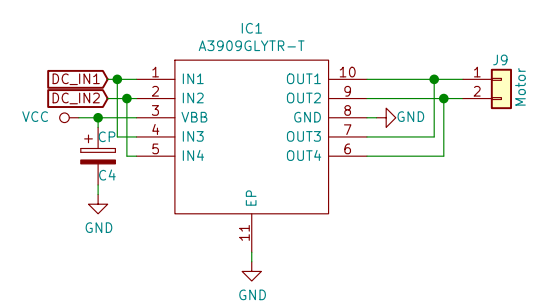 IC1
A3909GLYTR-T
DC_IN1 1 IN1 OUT1 10 1 J9
DC_IN2 2 IN2 OUT2 9 2 Motor
VCC 3 VBB GND 8 GND
+ CP 4 IN3 OUT3 7
5 IN4 OUT4 6
C4
EP
11
GND
GND